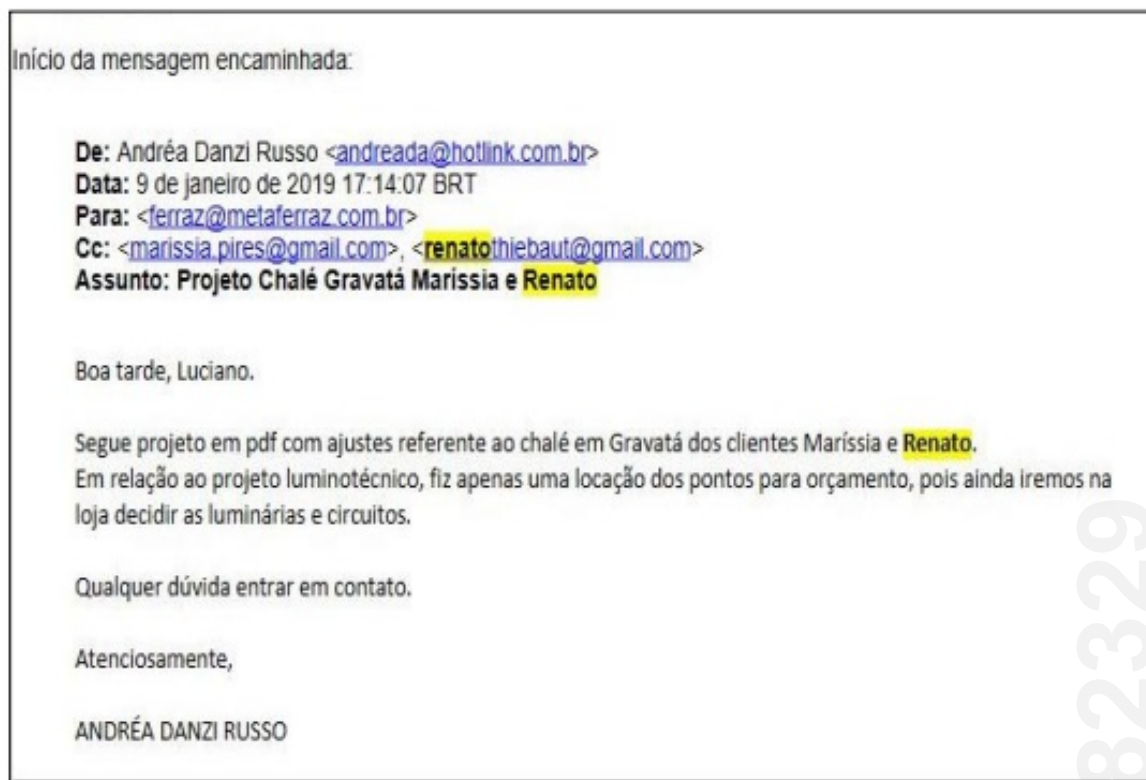 Início da mensagem encaminhada:
De: Andréa Danzi Russo <andreada@hotlink.com.br>
Data: 9 de janeiro de 2019 17:14:07 BRT
Para: <ferraz@metaferraz.com.br>
Cc: <marissia.pires@gmail.com>, <renatothiebaut@gmail.com>
Assunto: Projeto Chalé Gravatá Maríssia e Renato
Boa tarde, Luciano.
Segue projeto em pdf com ajustes referente ao chalé em Gravatá dos clientes Maríssia e Renato.
Em relação ao projeto luminotécnico, fiz apenas uma locação dos pontos para orçamento, pois ainda iremos na
loja decidir as luminárias e circuitos.
Qualquer dúvida entrar em contato.
Atenciosamente,
ANDRÉA DANZI RUSSO
82329